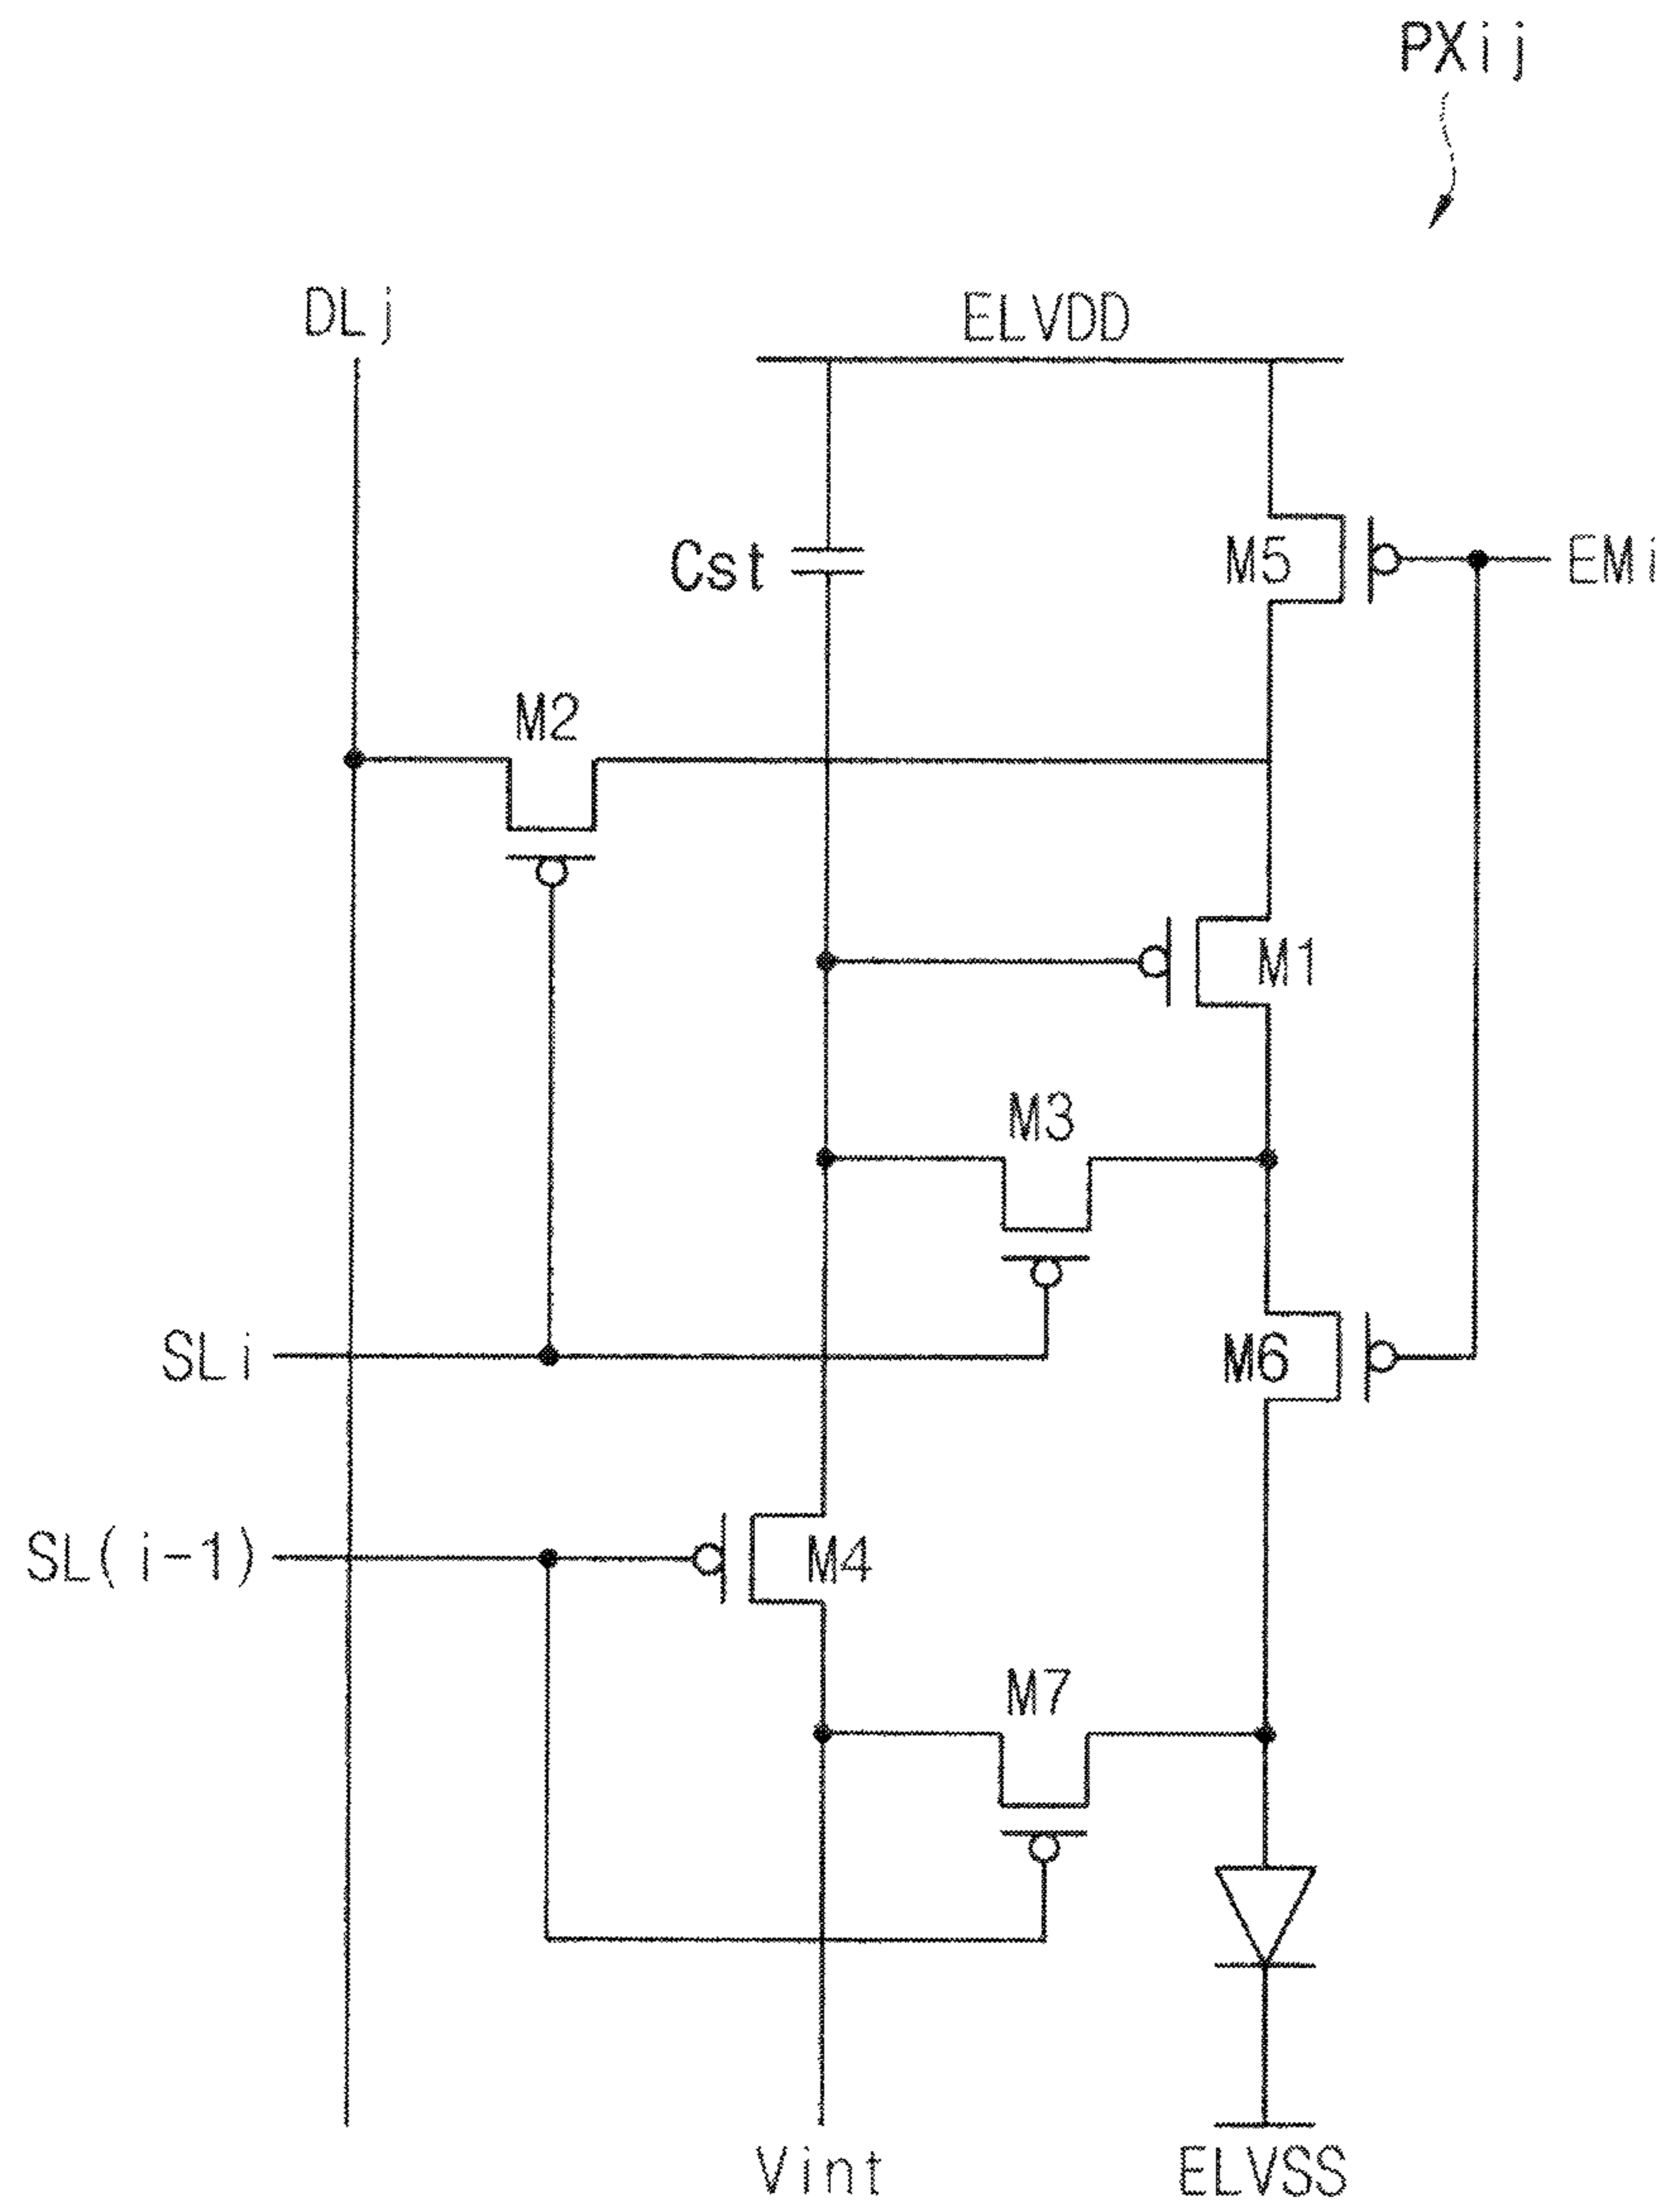 PXij
DLj
ELVDD
Cst
M5
EMi
M2
M1
M3
SLi
M6
SL(i-1)
M4
M7
Vint
ELVSS